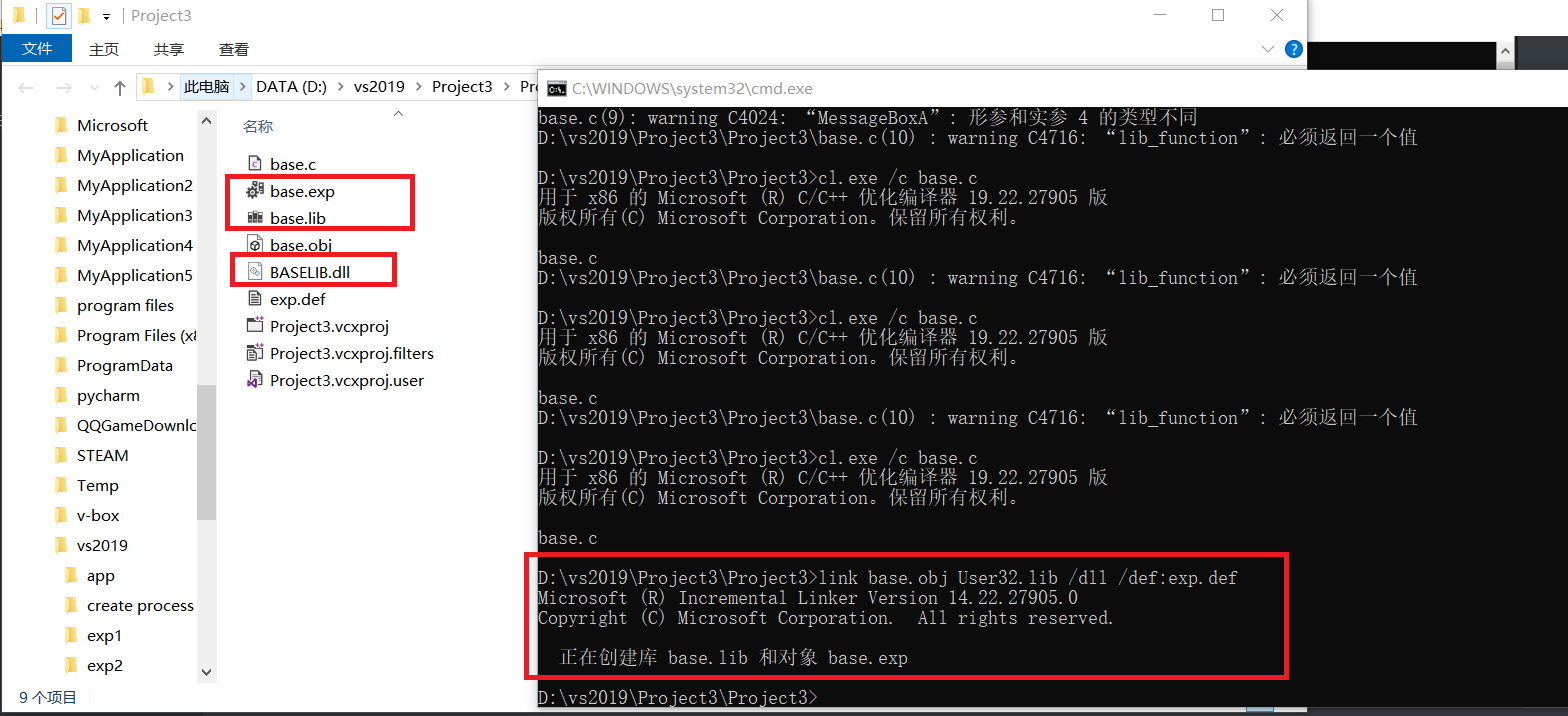 Project3
文件 主页 共享 查看
此电脑 DATA (D:) vs2019 Project3
Microsoft
MyApplication
MyApplication2
MyApplication3
MyApplication4
MyApplication5
program files
Program Files (x8
ProgramData
pycharm
QQGameDownlo
STEAM
Temp
v-box
vs2019
app
create process
exp1
exp2
名称
base.c
base.exp
base.lib
base.obj
BASELIB.dll
exp.def
Project3.vcxproj
Project3.vcxproj.filters
Project3.vcxproj.user
9 个项目
C:\WINDOWS\system32\cmd.exe
base.c(9): warning C4024: “MessageBoxA”: 形参和实参 4 的类型不同
D:\vs2019\Project3\Project3\base.c(10) : warning C4716: “lib_function”: 必须返回一个值
D:\vs2019\Project3\Project3>cl.exe /c base.c
用于 x86 的 Microsoft (R) C/C++ 优化编译器 19.22.27905 版
版权所有(C) Microsoft Corporation。保留所有权利。
base.c
D:\vs2019\Project3\Project3\base.c(10) : warning C4716: “lib_function”: 必须返回一个值
D:\vs2019\Project3\Project3>cl.exe /c base.c
用于 x86 的 Microsoft (R) C/C++ 优化编译器 19.22.27905 版
版权所有(C) Microsoft Corporation。保留所有权利。
base.c
D:\vs2019\Project3\Project3\base.c(10) : warning C4716: “lib_function”: 必须返回一个值
D:\vs2019\Project3\Project3>cl.exe /c base.c
用于 x86 的 Microsoft (R) C/C++ 优化编译器 19.22.27905 版
版权所有(C) Microsoft Corporation。保留所有权利。
base.c
D:\vs2019\Project3\Project3>link base.obj User32.lib /dll /def:exp.def
Microsoft (R) Incremental Linker Version 14.22.27905.0
Copyright (C) Microsoft Corporation.  All rights reserved.
正在创建库 base.lib 和对象 base.exp
D:\vs2019\Project3\Project3>